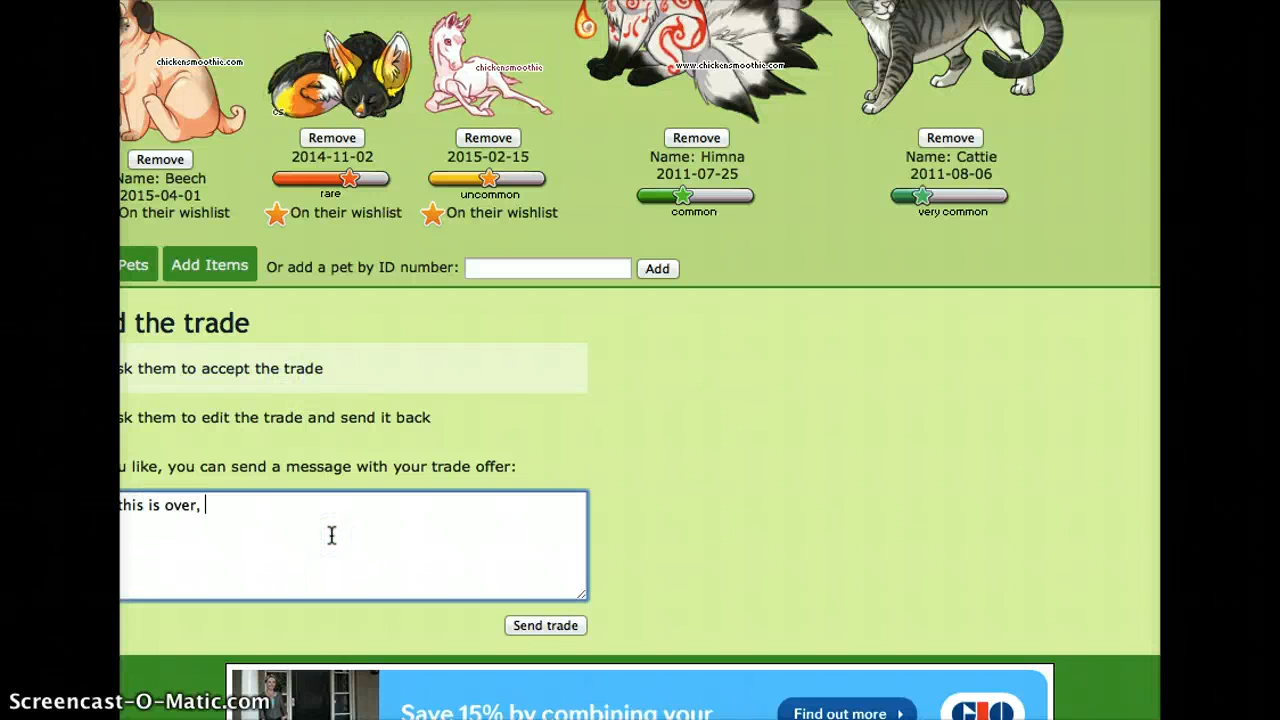 chickensmoothie.com
chickensmoothie.com
www.chickensmoothie.com
cs
Remove
Name: Beech
2015-04-01
On their wishlist
Remove
2014-11-02
rare
On their wishlist
Remove
2015-02-15
uncommon
On their wishlist
Remove
Name: Himna
2011-07-25
common
Remove
Name: Cattie
2011-08-06
very common
Pets Add Items Or add a pet by ID number: Add
d the trade
sk them to accept the trade
sk them to edit the trade and send it back
u like, you can send a message with your trade offer:
this is over,
Send trade
Save 15% by combining your
Find out more
GIO
Screencast-O-Matic.com